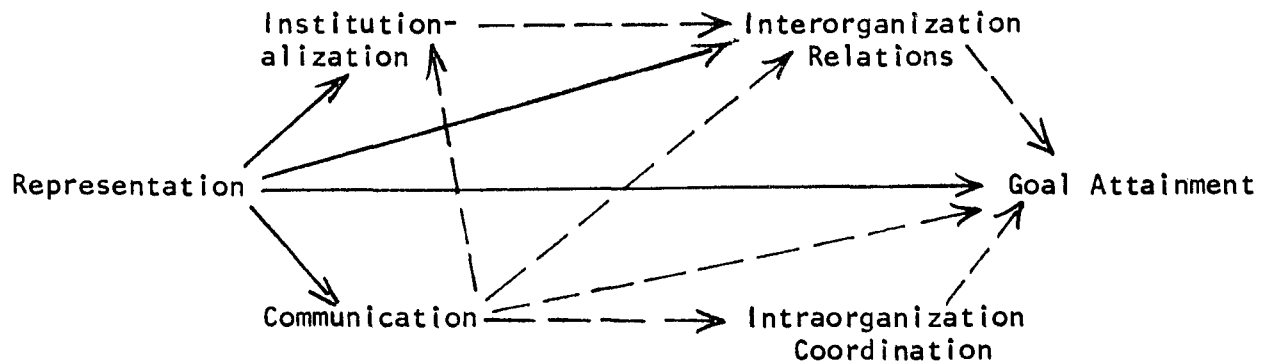 Institution-
alization
Interorganization
Relations
Representation
Goal Attainment
Communication
Intraorganization
Coordination